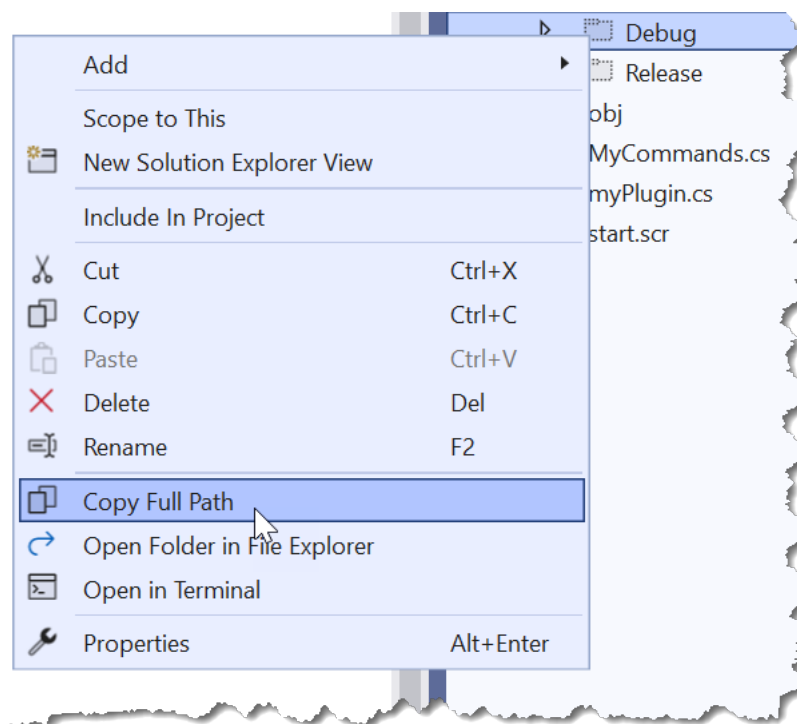 Debug
Release
obj
MyCommands.cs
myPlugin.cs
start.scr
Add
Scope to This
New Solution Explorer View
Include In Project
Cut Ctrl+X
Copy Ctrl+C
Paste Ctrl+V
Delete Del
Rename F2
Copy Full Path
Open Folder in File Explorer
Open in Terminal
Properties Alt+Enter